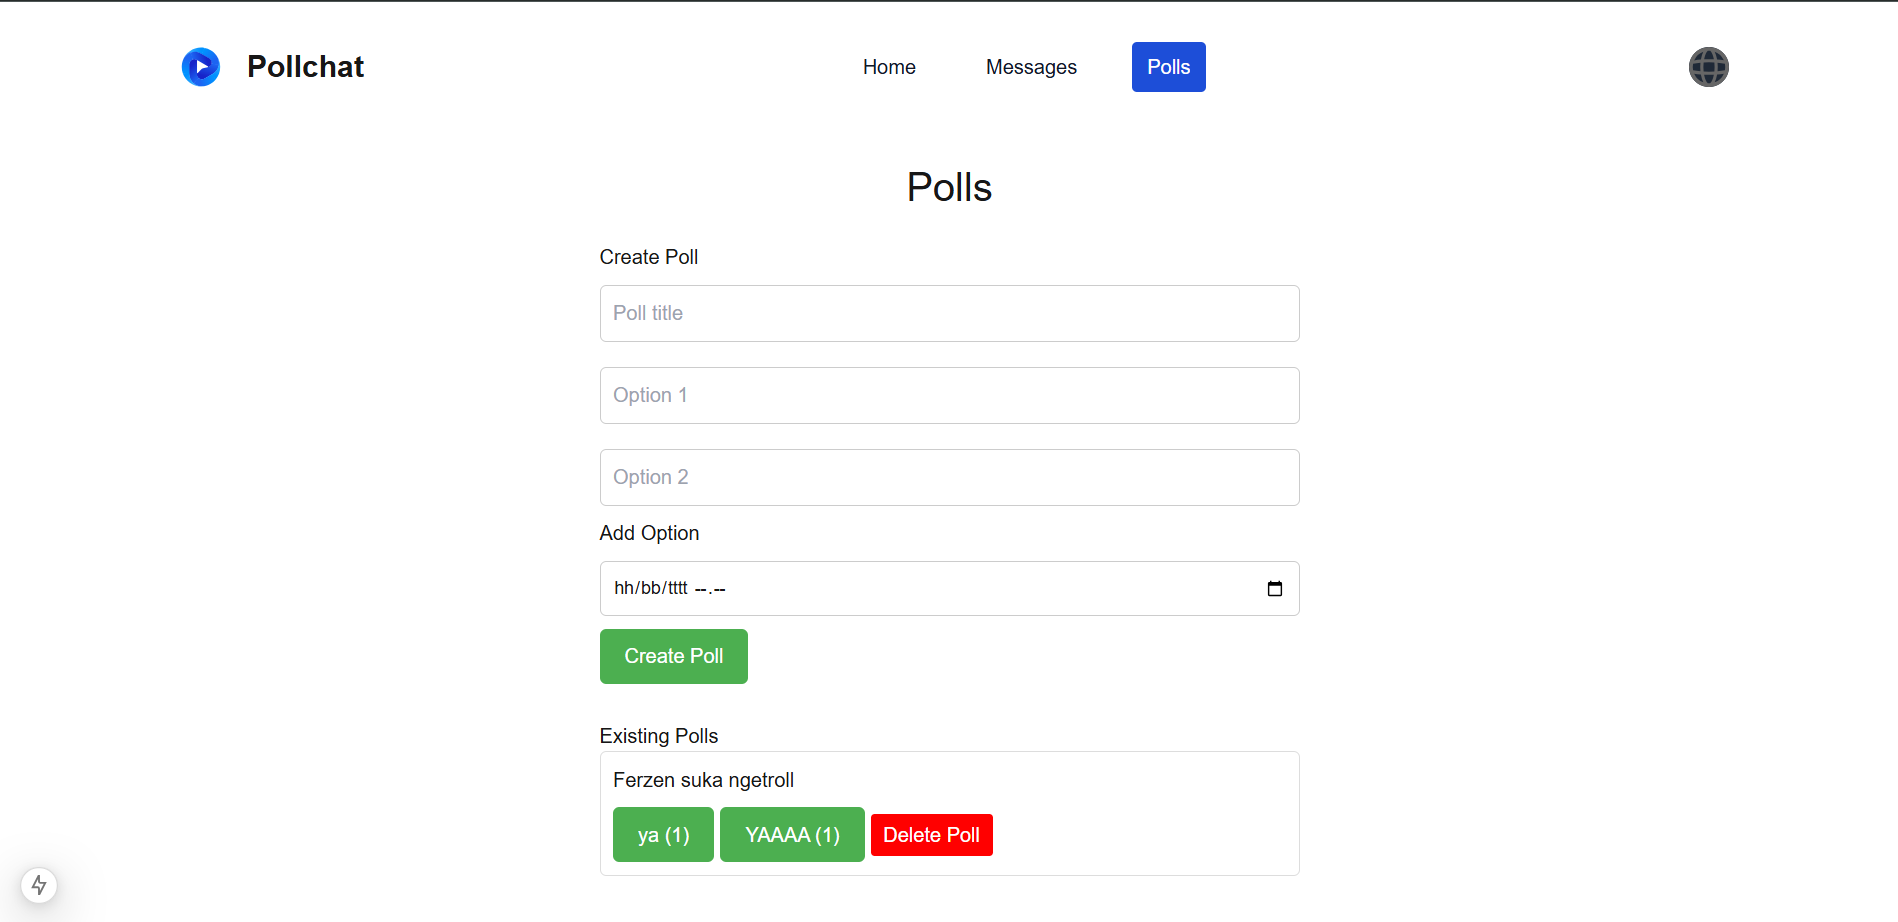 Pollchat
Home Messages Polls
Polls
Create Poll
Poll title
Option 1
Option 2
Add Option
hh/bb/tttt --.--
Create Poll
Existing Polls
Ferzen suka ngetroll
ya (1) YAAAA (1) Delete Poll